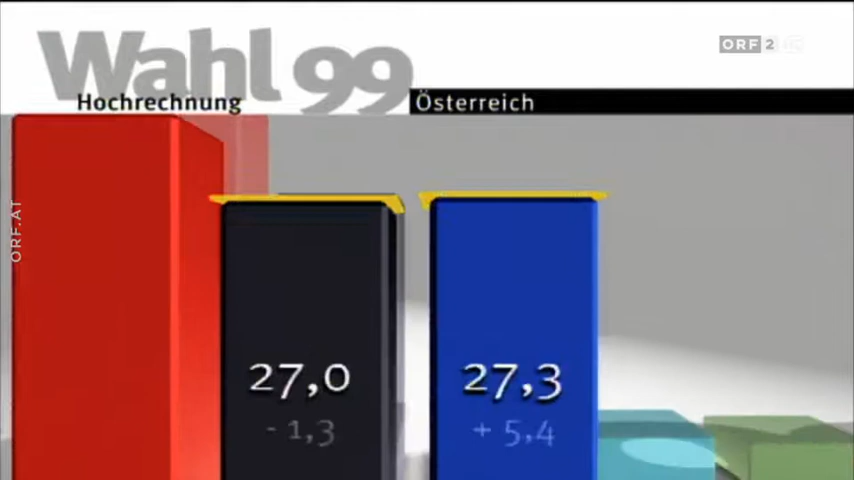 ORF 2
Wahl 99
Hochrechnung
Österreich
ORF.AT
27,0
- 1,3
27,3
+ 5,4